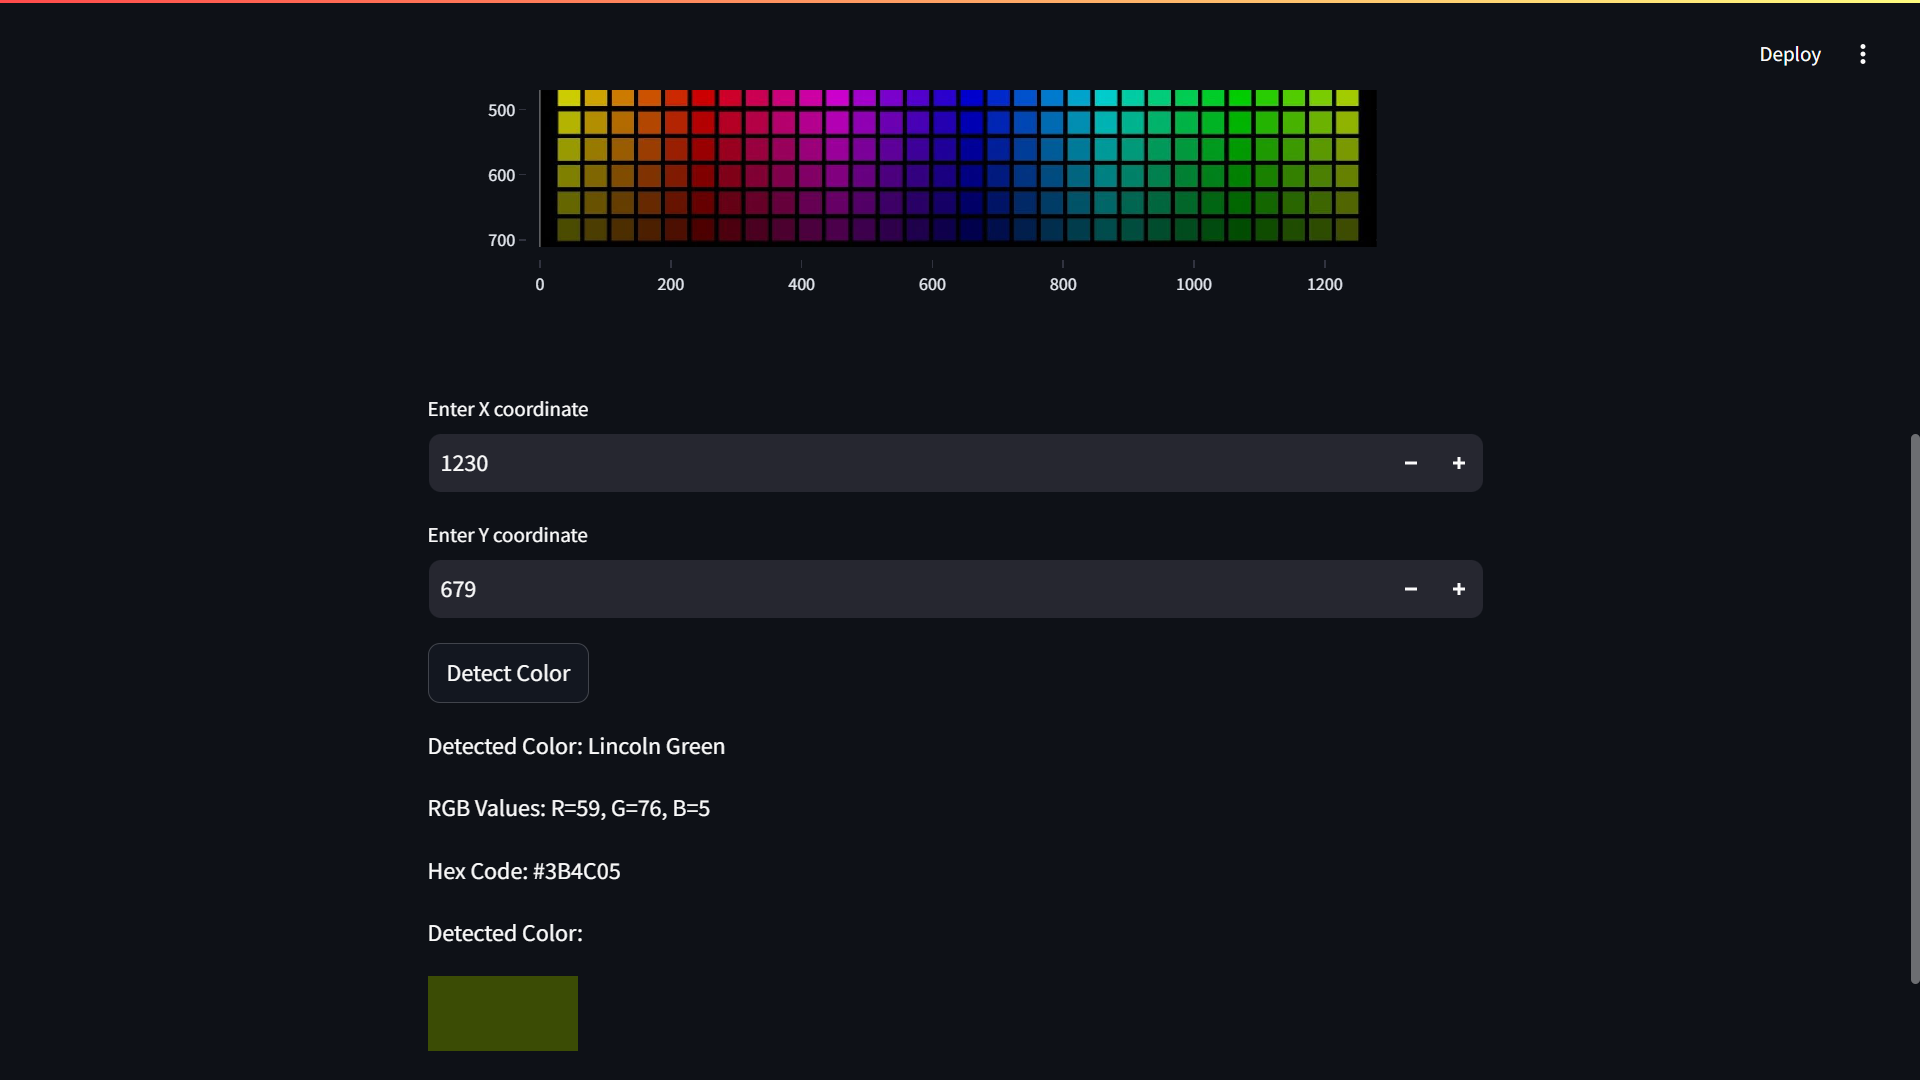 Deploy
500
600
700
0 200 400 600 800 1000 1200
Enter X coordinate
1230
Enter Y coordinate
679
Detect Color
Detected Color: Lincoln Green
RGB Values: R=59, G=76, B=5
Hex Code: #3B4C05
Detected Color: